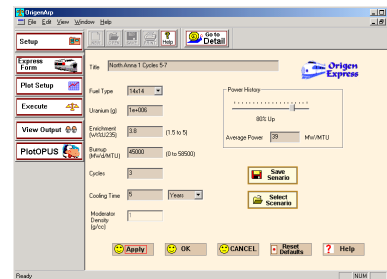 OrigenArp
File Edit View Window Help
Setup
OPEN
SAVE
Help
Go to
Detail
Express
Form
Title North Anna 1 Cycles 5-7
Origen
Express
Plot Setup
Fuel Type 14x14
Power History
Execute
Uranium (g) 1e+006
80% Up
View Output
Enrichment
(Wt%U235) 3.8 (1.5 to 5)
Average Power 39 MW/MTU
PlotOPUS
Burnup
(MWd/MTU) 45000 (0 to 58500)
Cycles 3
Save
Senario
Cooling Time 5 Years
Select
Scenario
Moderator
Density
(g/cc) 1
Apply OK CANCEL Reset
Defaults ? Help
Ready NUM